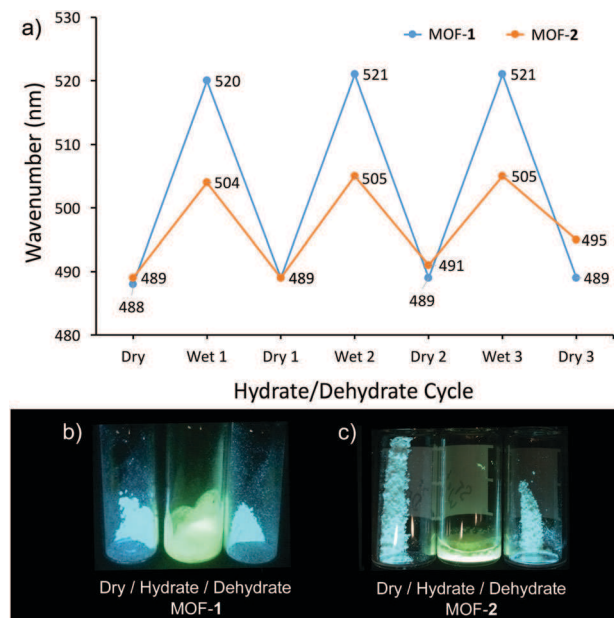 a)
530
MOF-1
MOF-2
520
521
521
520
510
504
505
505
500
495
489
489
491
489
490
488
489
480
Dry
Wet 1
Dry 1
Wet 2
Dry 2
Wet 3
Dry 3
Wavenumber (nm)
Hydrate/Dehydrate Cycle
b)
c)
Dry / Hydrate / Dehydrate
MOF-1
Dry / Hydrate / Dehydrate
MOF-2